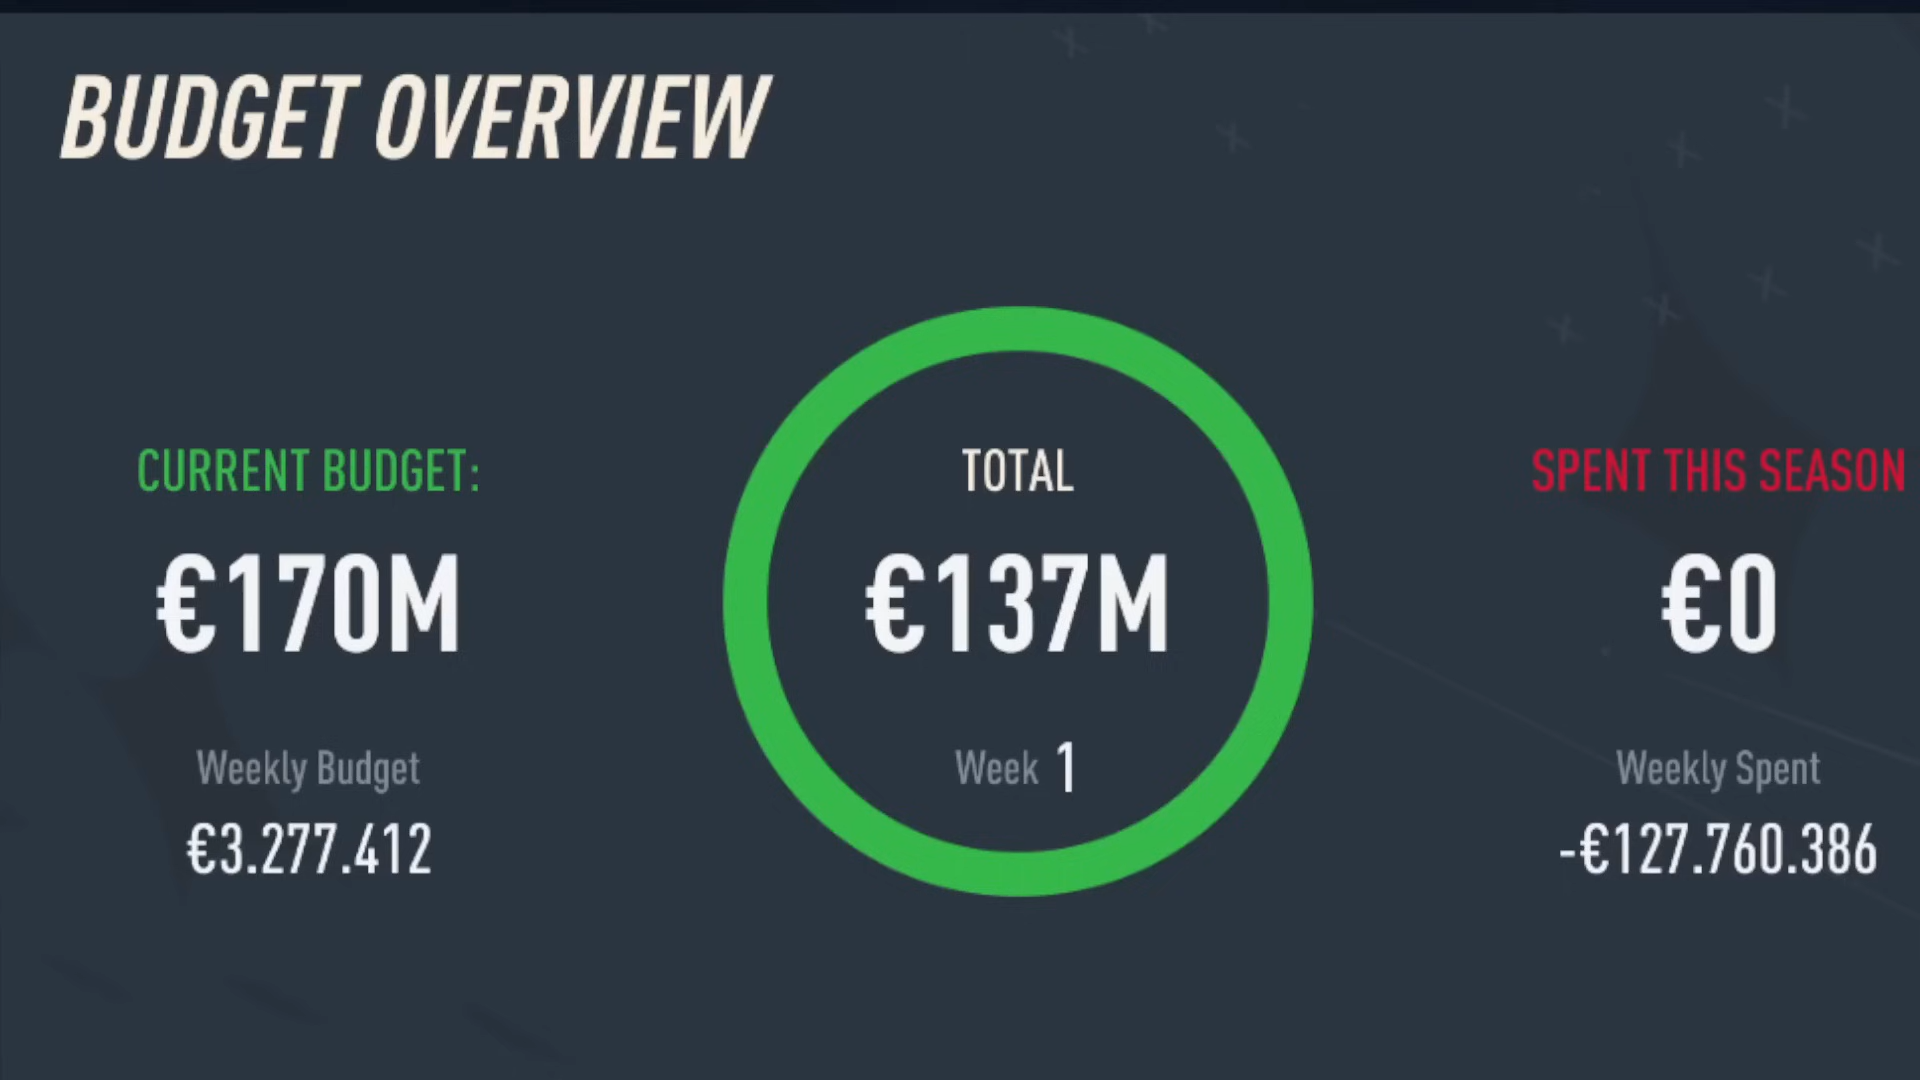 BUDGET OVERVIEW
CURRENT BUDGET:
€170M
Weekly Budget
€3.277.412
TOTAL
€137M
Week 1
SPENT THIS SEASON
€0
Weekly Spent
-€127.760.386